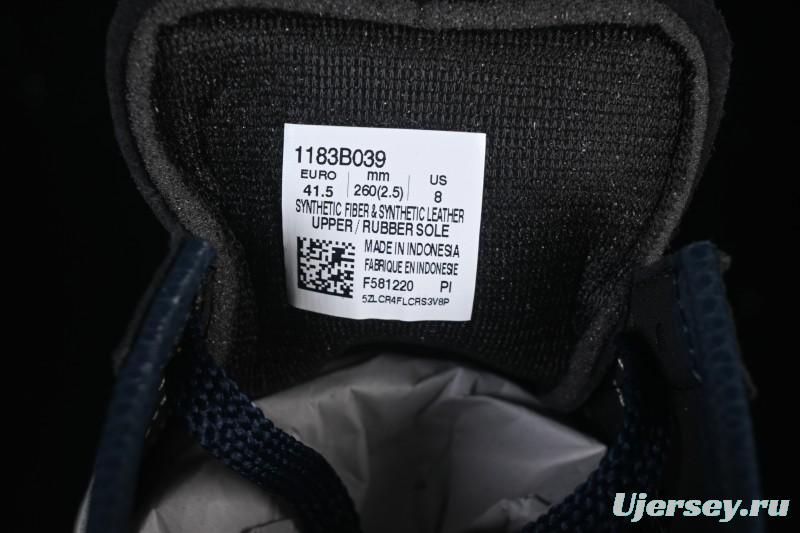 1183B039
EURO mm US
41.5 260(2.5) 8
SYNTHETIC FIBER & SYNTHETIC LEATHER
UPPER / RUBBER SOLE
MADE IN INDONESIA
FABRIQUE EN INDONESIE
F581220 PI
5ZLCR4FLCRS3V8P
Ujersey.ru